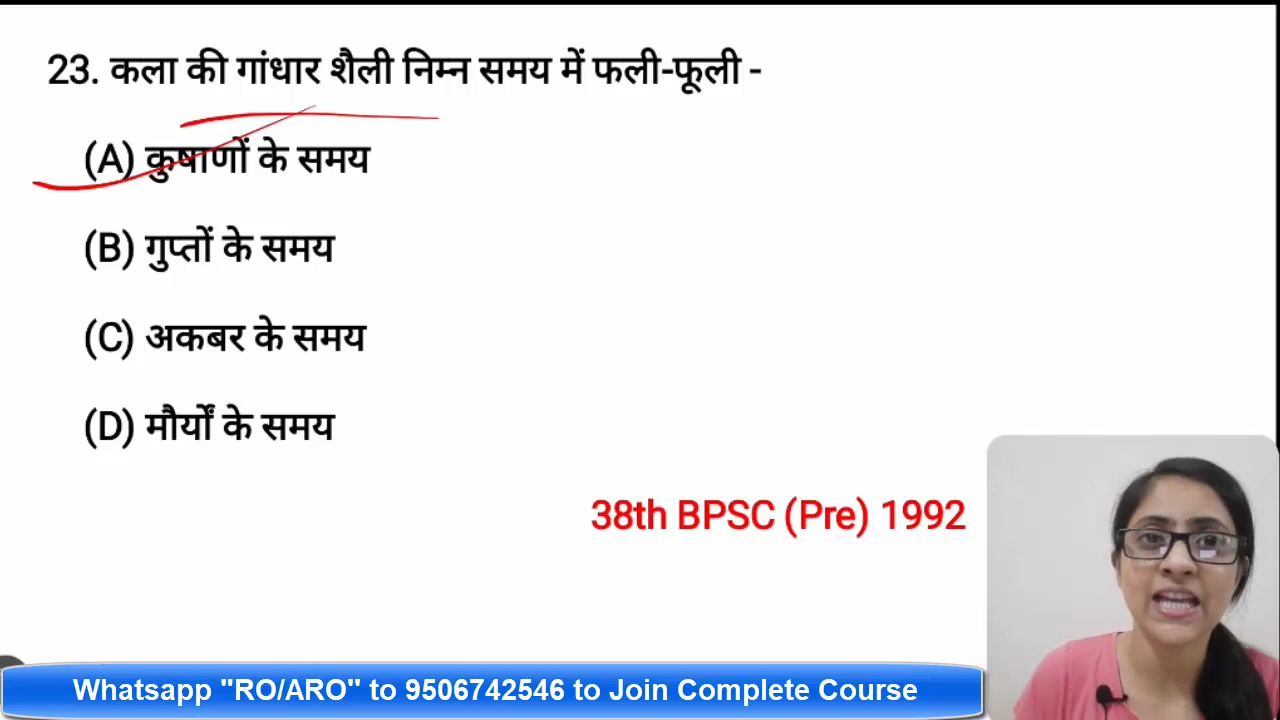 23. कला की गांधार शैली निम्न समय में फली-फूली -
(A) कुषाणों के समय
(B) गुप्तों के समय
(C) अकबर के समय
(D) मौर्यों के समय
38th BPSC (Pre) 1992
Whatsapp "RO/ARO" to 9506742546 to Join Complete Course